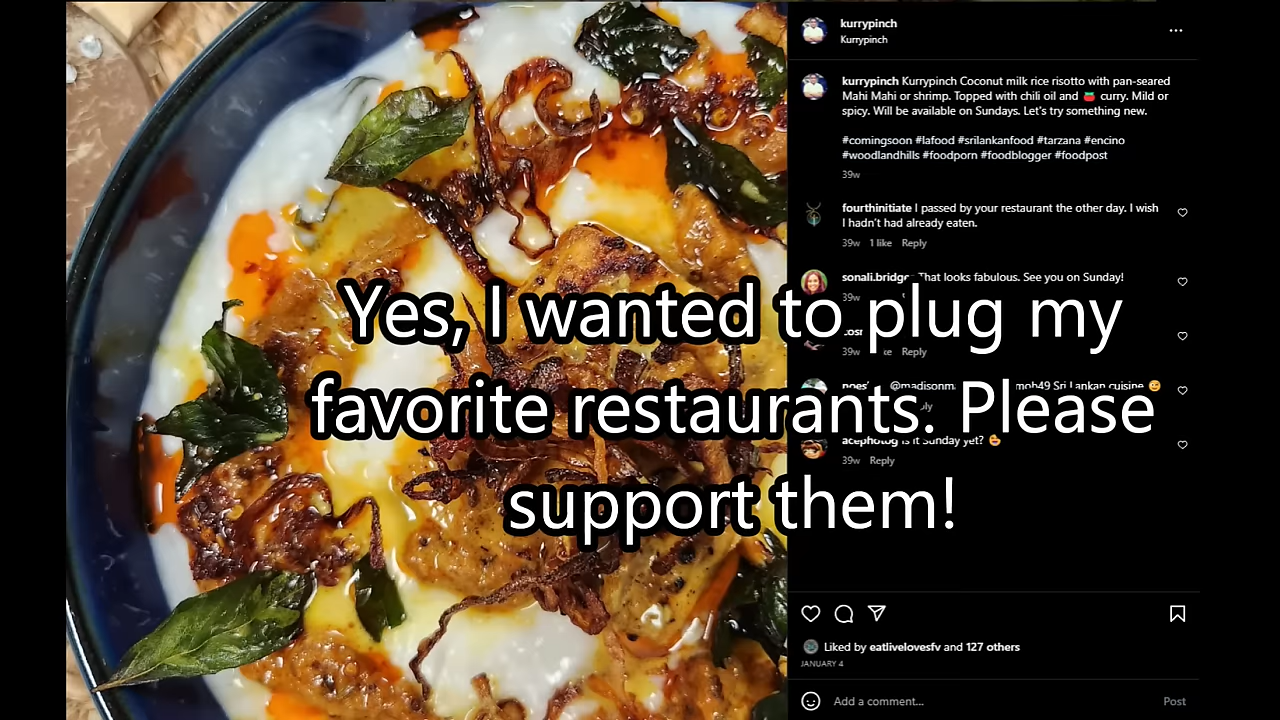 kurrypinch
Kurrypinch
kurrypinch Kurrypinch Coconut milk rice risotto with pan-seared
Mahi Mahi or shrimp. Topped with chili oil and 🍅 curry. Mild or
spicy. Will be available on Sundays. Let's try something new.
#comingsoon #lafood #srilankanfood #tarzana #encino
#woodlandhills #foodporn #foodblogger #foodpost
39w
fourthinitiate I passed by your restaurant the other day. I wish
I hadn't had already eaten.
39w 1 like Reply
sonali.bridge That looks fabulous. See you on Sunday!
39w
39w Reply
Sri Lankan cuisine
acephotog is it Sunday yet?
39w Reply
Yes, I wanted to plug my
favorite restaurants. Please
support them!
Liked by eatlivelovesfv and 127 others
JANUARY 4
Add a comment... Post